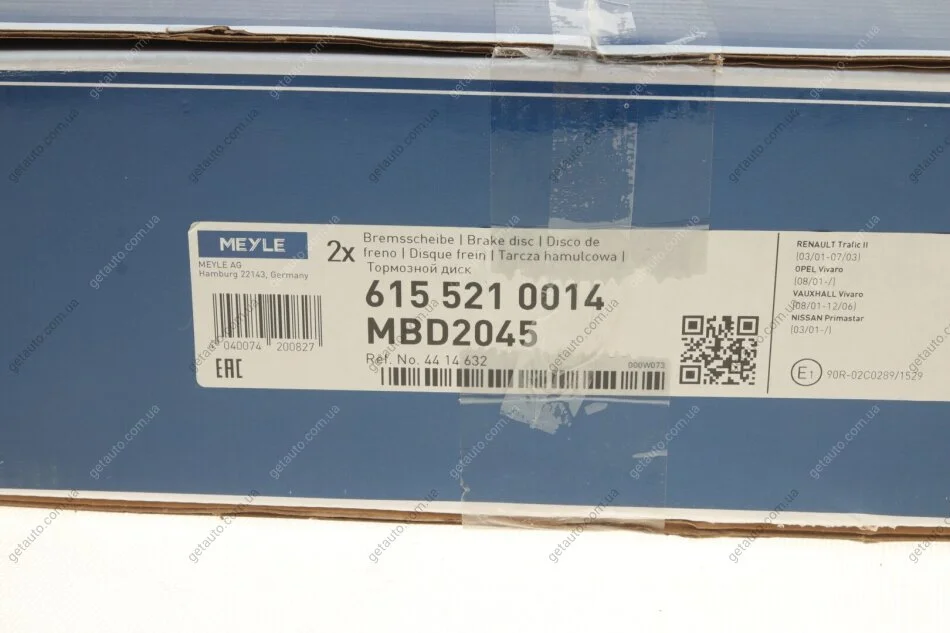 MEYLE
MEYLE AG
Hamburg 22143, Germany
040074 200827
EAC
2x
Bremsscheibe | Brake disc | Disco de
freno | Disque frein | Tarcza hamulcowa |
Тормозной диск
615 521 0014
MBD2045
Ref. No. 44 14 632
000W073
RENAULT Trafic II
(03/01-07/03)
OPEL Vivaro
(08/01-/)
VAUXHALL Vivaro
(08/01-12/06)
NISSAN Primastar
(03/01-/)
E1 90R-02C0289/1529
getauto.com.ua